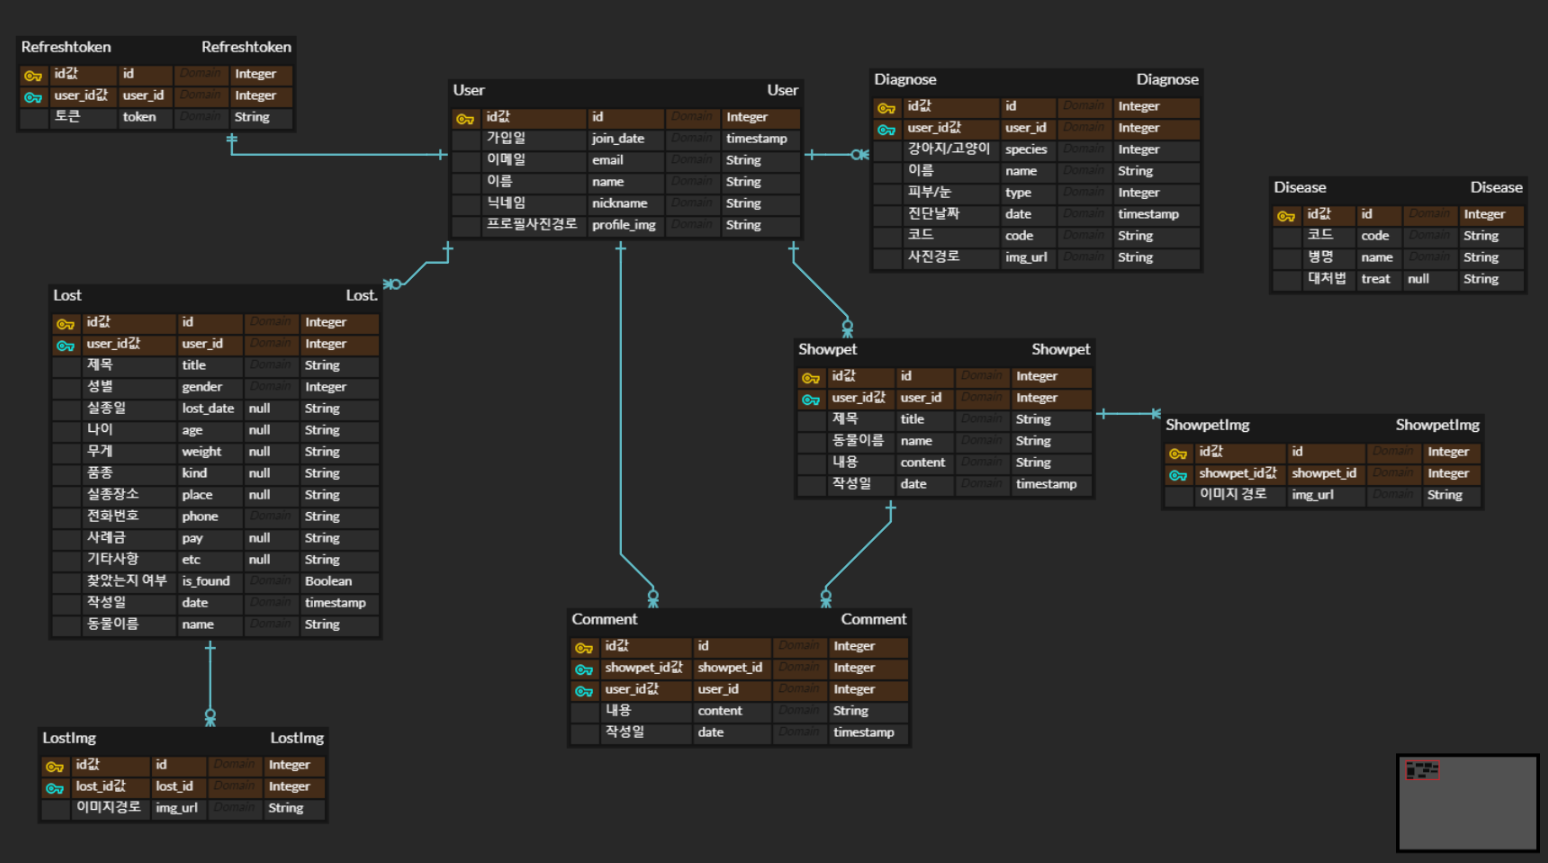 Refreshtoken Refreshtoken
id값 id Domain Integer
user_id값 user_id Domain Integer
토큰 token Domain String
User User
id값 id Domain Integer
가입일 join_date Domain timestamp
이메일 email Domain String
이름 name Domain String
닉네임 nickname Domain String
프로필사진경로 profile_img Domain String
Diagnose Diagnose
id값 id Domain Integer
user_id값 user_id Domain Integer
강아지/고양이 species Domain Integer
이름 name Domain String
피부/눈 type Domain Integer
진단날짜 date Domain timestamp
코드 code Domain String
사진경로 img_url Domain String
Disease Disease
id값 id Domain Integer
코드 code Domain String
병명 name Domain String
대처법 treat null String
Lost Lost.
id값 id Domain Integer
user_id값 user_id Domain Integer
제목 title Domain String
성별 gender Domain Integer
실종일 lost_date null String
나이 age null String
무게 weight null String
품종 kind null String
실종장소 place null String
전화번호 phone Domain String
사례금 pay null String
기타사항 etc null String
찾았는지 여부 is_found Domain Boolean
작성일 date Domain timestamp
동물이름 name Domain String
Showpet Showpet
id값 id Domain Integer
user_id값 user_id Domain Integer
제목 title Domain String
동물이름 name Domain String
내용 content Domain String
작성일 date Domain timestamp
ShowpetImg ShowpetImg
id값 id Domain Integer
showpet_id값 showpet_id Domain Integer
이미지 경로 img_url Domain String
Comment Comment
id값 id Domain Integer
showpet_id값 showpet_id Domain Integer
user_id값 user_id Domain Integer
내용 content Domain String
작성일 date Domain timestamp
LostImg LostImg
id값 id Domain Integer
lost_id값 lost_id Domain Integer
이미지경로 img_url Domain String